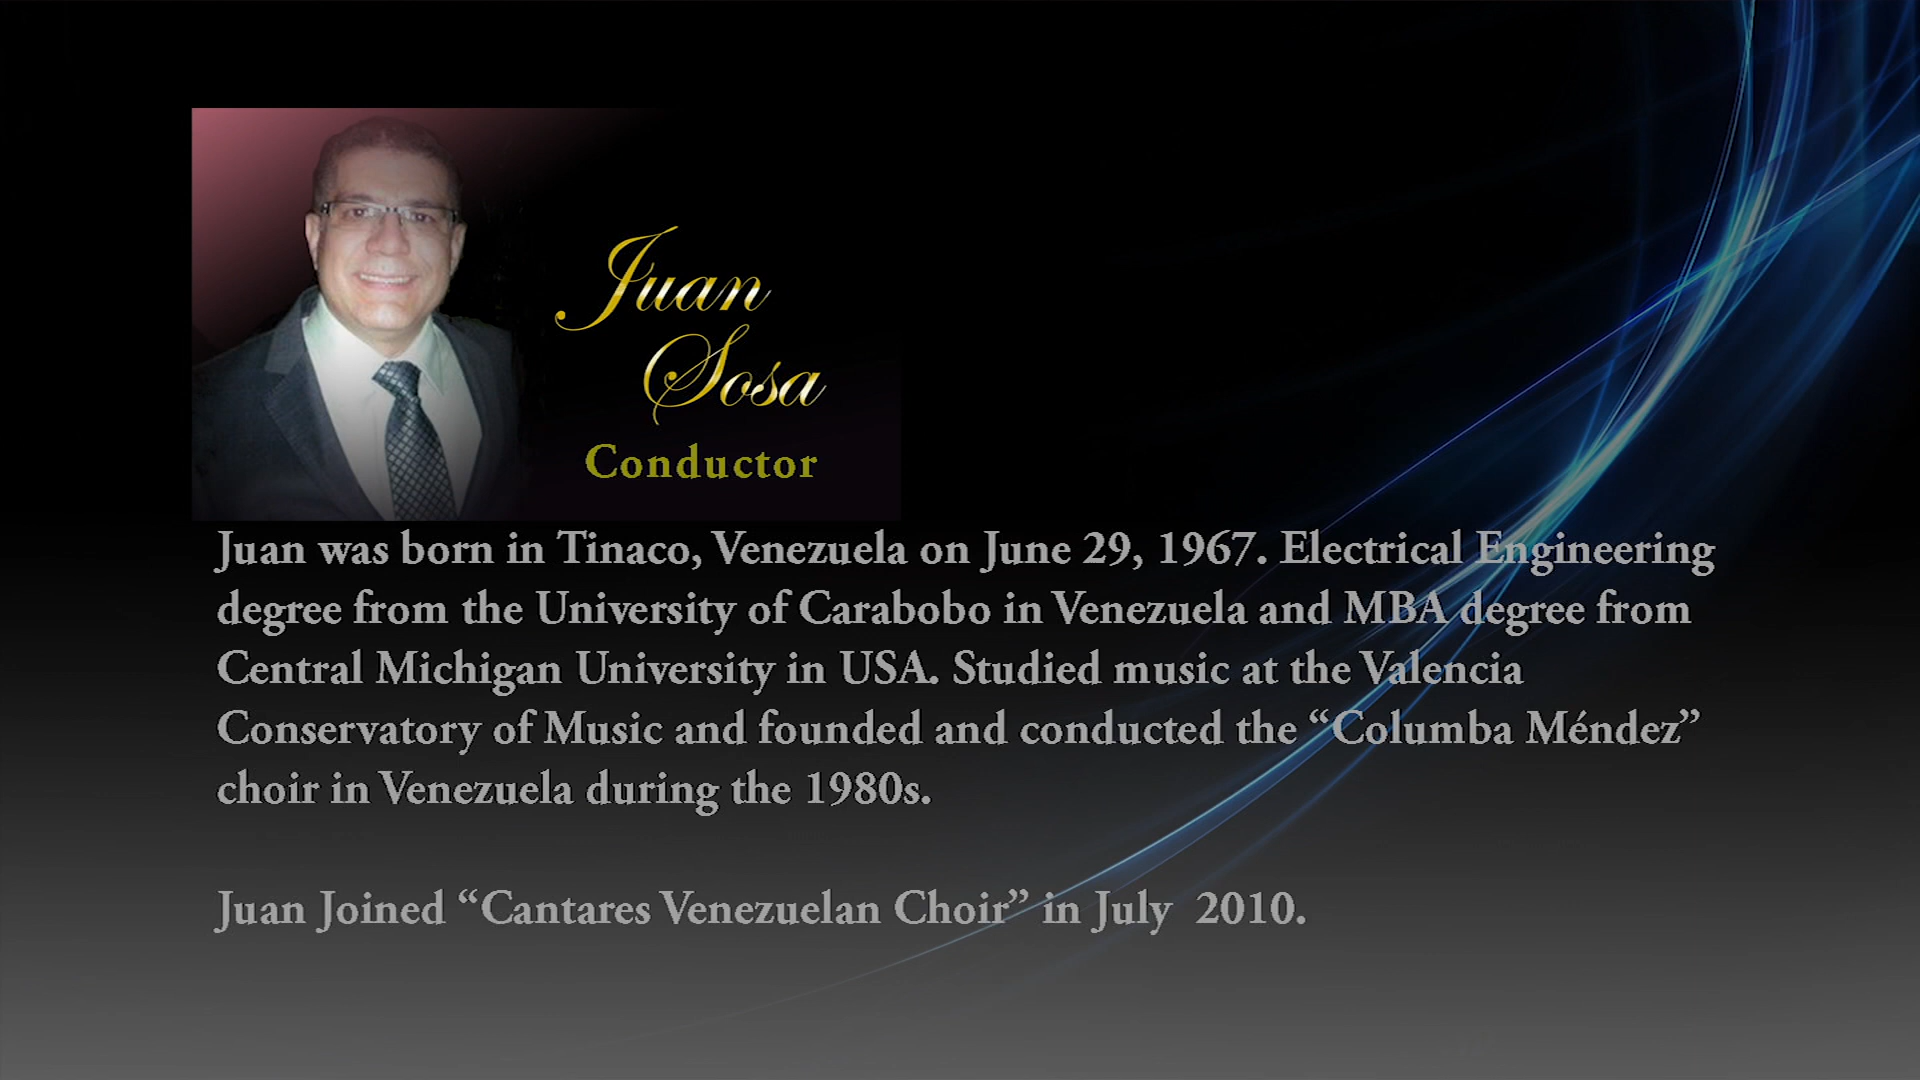 Juan
Sosa
Conductor
Juan was born in Tinaco, Venezuela on June 29, 1967. Electrical Engineering
degree from the University of Carabobo in Venezuela and MBA degree from
Central Michigan University in USA. Studied music at the Valencia
Conservatory of Music and founded and conducted the “Columba Méndez”
choir in Venezuela during the 1980s.
Juan Joined “Cantares Venezuelan Choir” in July  2010.